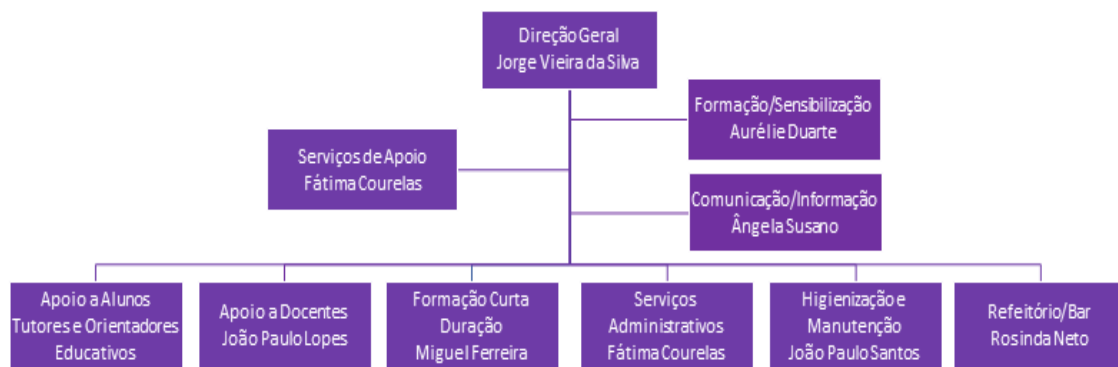 Direção Geral
Jorge Vieira da Silva
Formação/Sensibilização
Aurélie Duarte
Serviços de Apoio
Fátima Courelas
Comunicação/Informação
Ângela Susano
Apoio a Alunos
Tutores e Orientadores
Educativos
Apoio a Docentes
João Paulo Lopes
Formação Curta
Duração
Miguel Ferreira
Serviços
Administrativos
Fátima Courelas
Higienização e
Manutenção
João Paulo Santos
Refeitório/Bar
Rosinda Neto